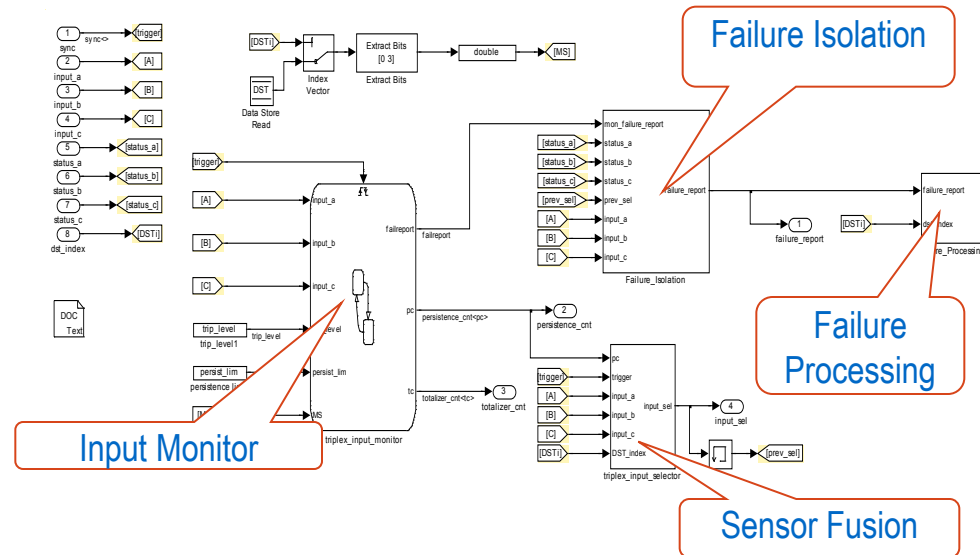 1
sync
sync<>
[trigger]
2
input_a
[A]
3
input_b
[B]
4
input_c
[C]
5
status_a
[status_a]
6
status_b
[status_b]
7
status_c
[status_c]
8
dst_index
[DSTi]
DOC
Text
[DSTi]
DST
Data Store
Read
Index
Vector
Extract Bits
[0 3]
Extract Bits
double
[MS]
Failure Isolation
[trigger]
[A]
[B]
[C]
trip_level
trip_level1
trip_level
persist_lim
input_a
input_b
input_c
persist_lim
MS
failreport
pc
tc
triplex_input_monitor
failreport
persistence_cnt<pc>
totalizer_cnt<tc>
2
persistence_cnt
3
totalizer_cnt
Input Monitor
[status_a]
[status_b]
[status_c]
[prev_sel]
[A]
[B]
[C]
mon_failure_report
status_a
status_b
status_c
prev_sel
input_a
input_b
input_c
Failure_report
Failure_Isolation
1
failure_report
[DSTi]
failure_report
Failure
Processing
[trigger]
[A]
[B]
[C]
[DSTi]
pc
trigger
input_a
input_b
input_c
DST_index
input_sel
triplex_input_selector
4
input_sel
[prev_sel]
Sensor Fusion